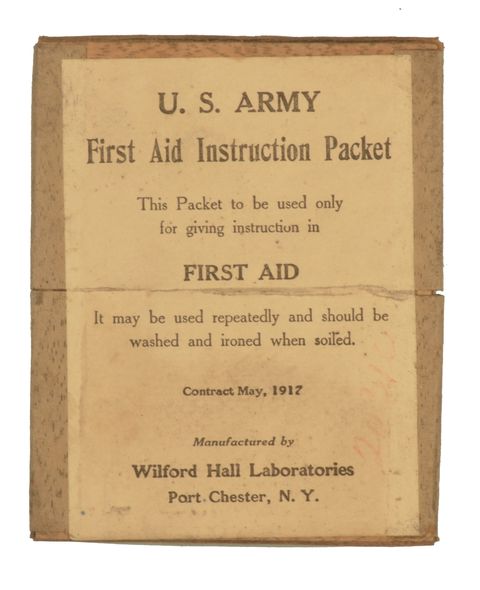 U. S. ARMY
First Aid Instruction Packet
This Packet to be used only
for giving instruction in
FIRST AID
It may be used repeatedly and should be
washed and ironed when soiled.
Contract May, 1917
Manufactured by
Wilford Hall Laboratories
Port Chester, N. Y.